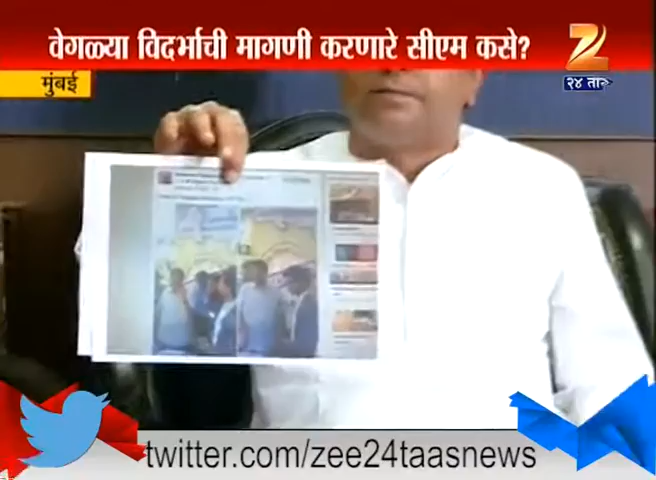 वेगळ्या विदर्भाची मागणी करणारे सीएम कसे?
Z
२४ तास
मुंबई
twitter.com/zee24taasnews